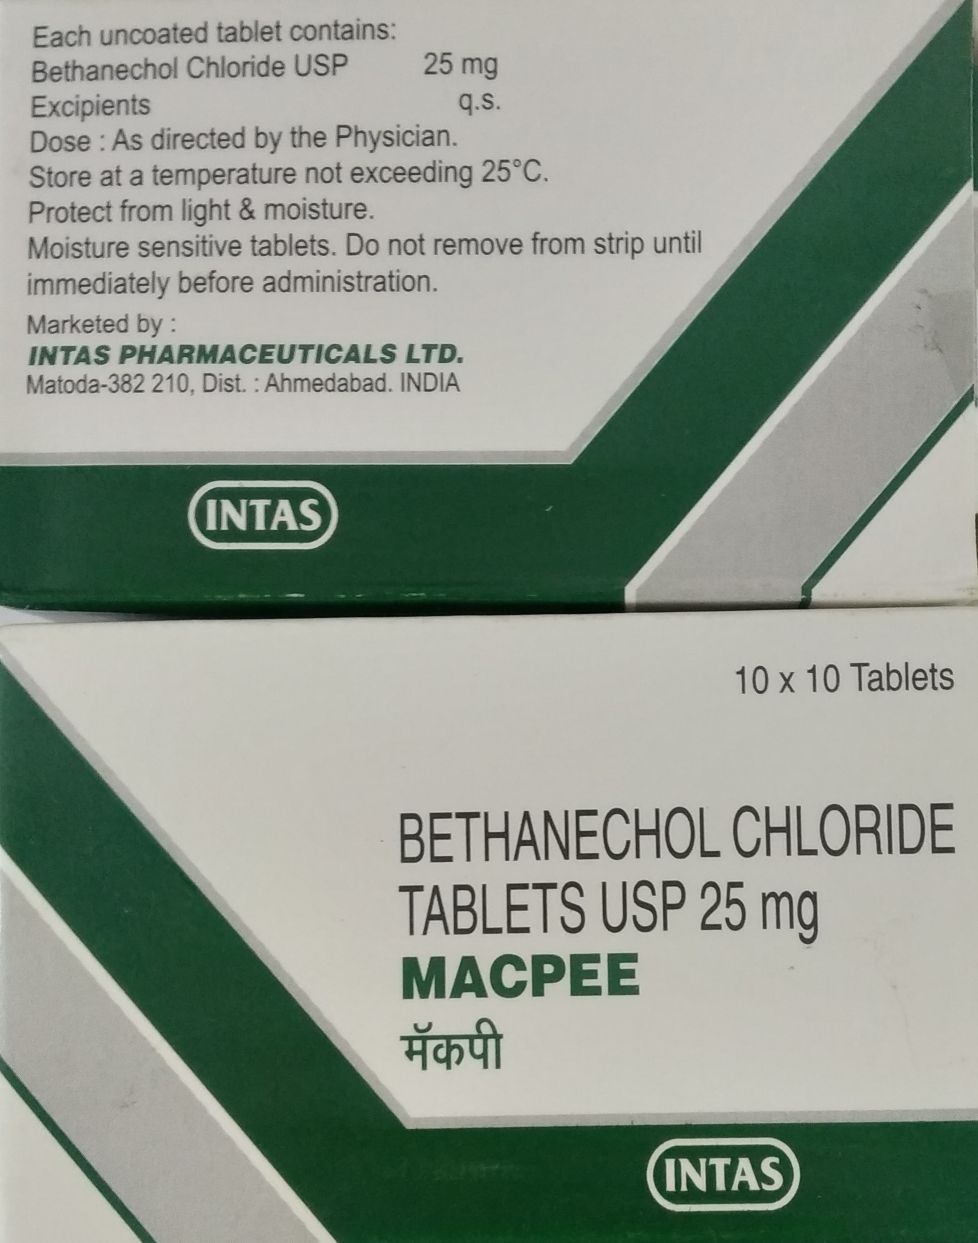 Each uncoated tablet contains:
Bethanechol Chloride USP 25 mg
Excipients q.s.
Dose : As directed by the Physician.
Store at a temperature not exceeding 25°C.
Protect from light & moisture.
Moisture sensitive tablets. Do not remove from strip until
immediately before administration.
Marketed by :
INTAS PHARMACEUTICALS LTD.
Matoda-382 210, Dist. : Ahmedabad. INDIA
INTAS
10 x 10 Tablets
BETHANECHOL CHLORIDE
TABLETS USP 25 mg
MACPEE
मॅकपी
INTAS